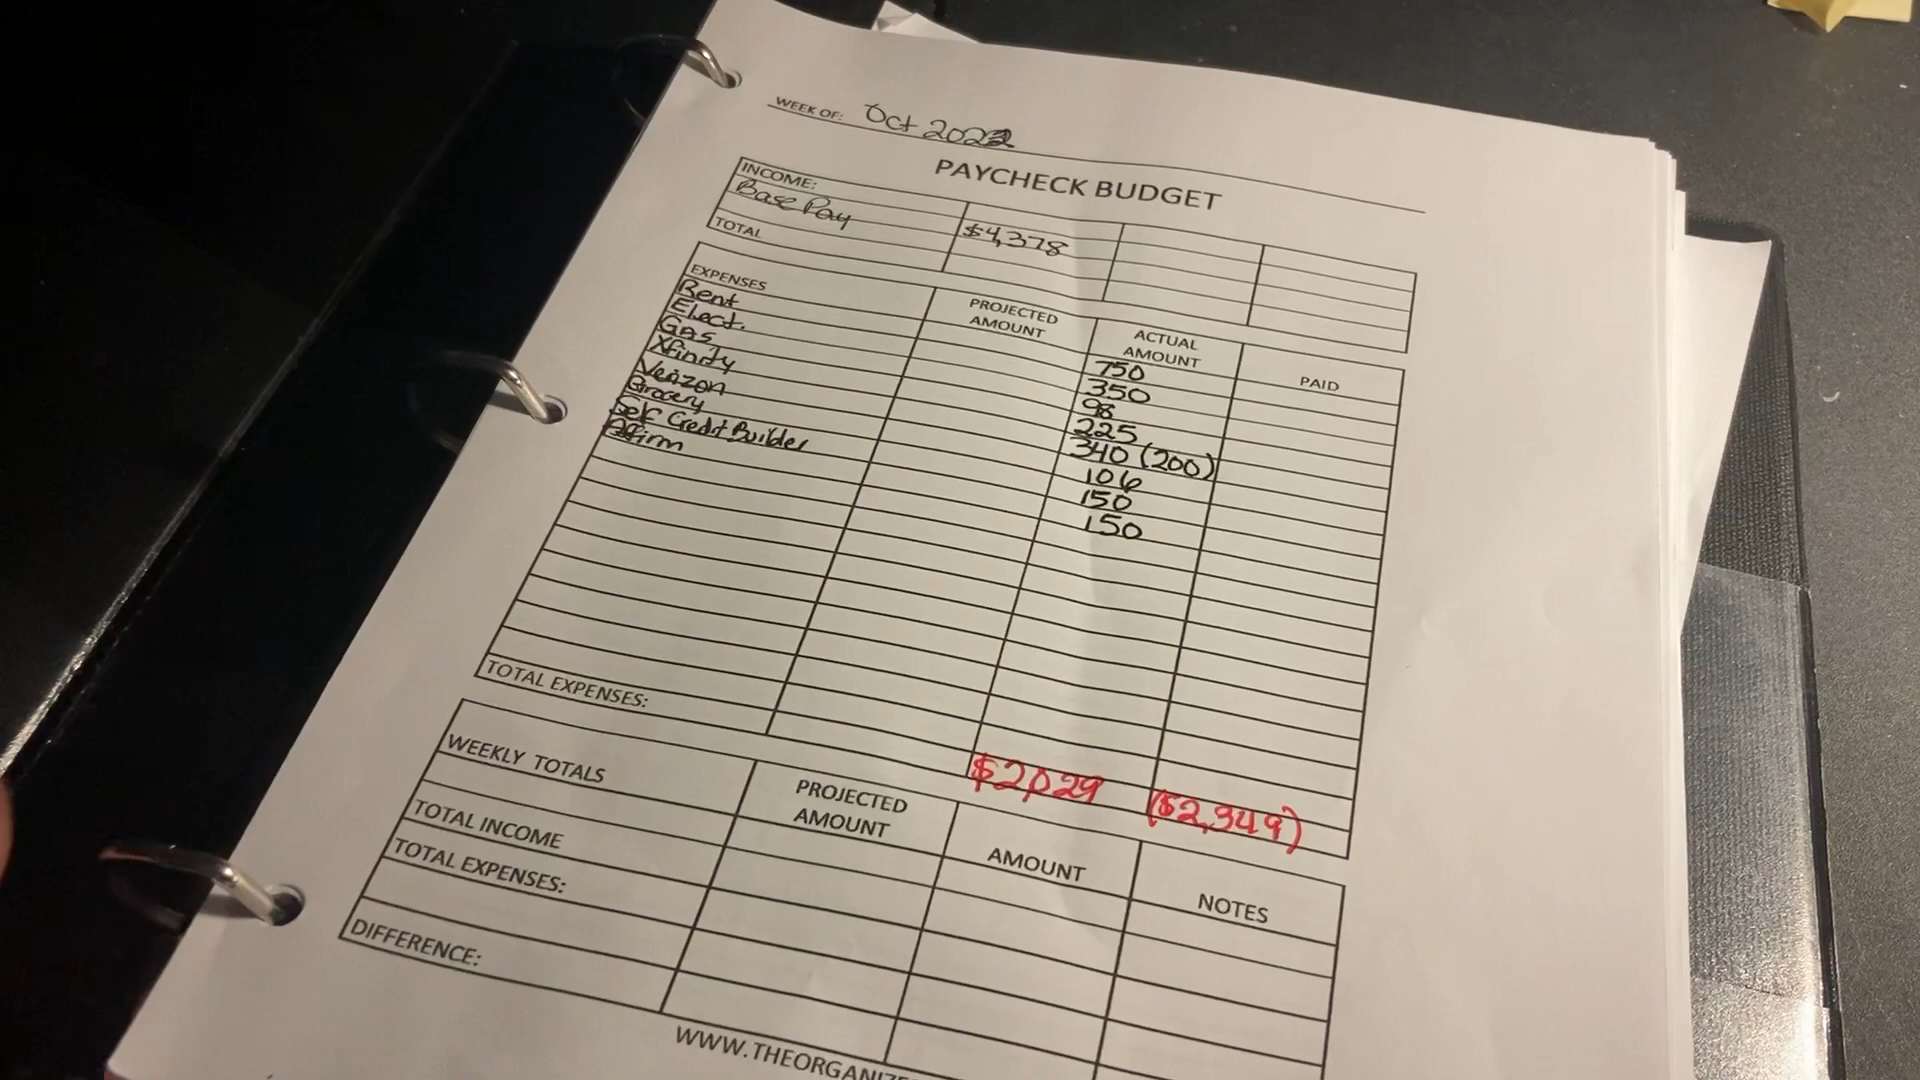 WEEK OF: Oct 2022
PAYCHECK BUDGET
INCOME:
Base Pay $4,378
TOTAL
EXPENSES PROJECTED AMOUNT ACTUAL AMOUNT PAID
Rent 750
Elect. 350
Gas 98
Xfinity 225
Verizon 340 (200)
Grocery 106
Self Credit Builder 150
Affirm 150
TOTAL EXPENSES: $2,029 ($2,349)
WEEKLY TOTALS PROJECTED AMOUNT AMOUNT NOTES
TOTAL INCOME
TOTAL EXPENSES:
DIFFERENCE: